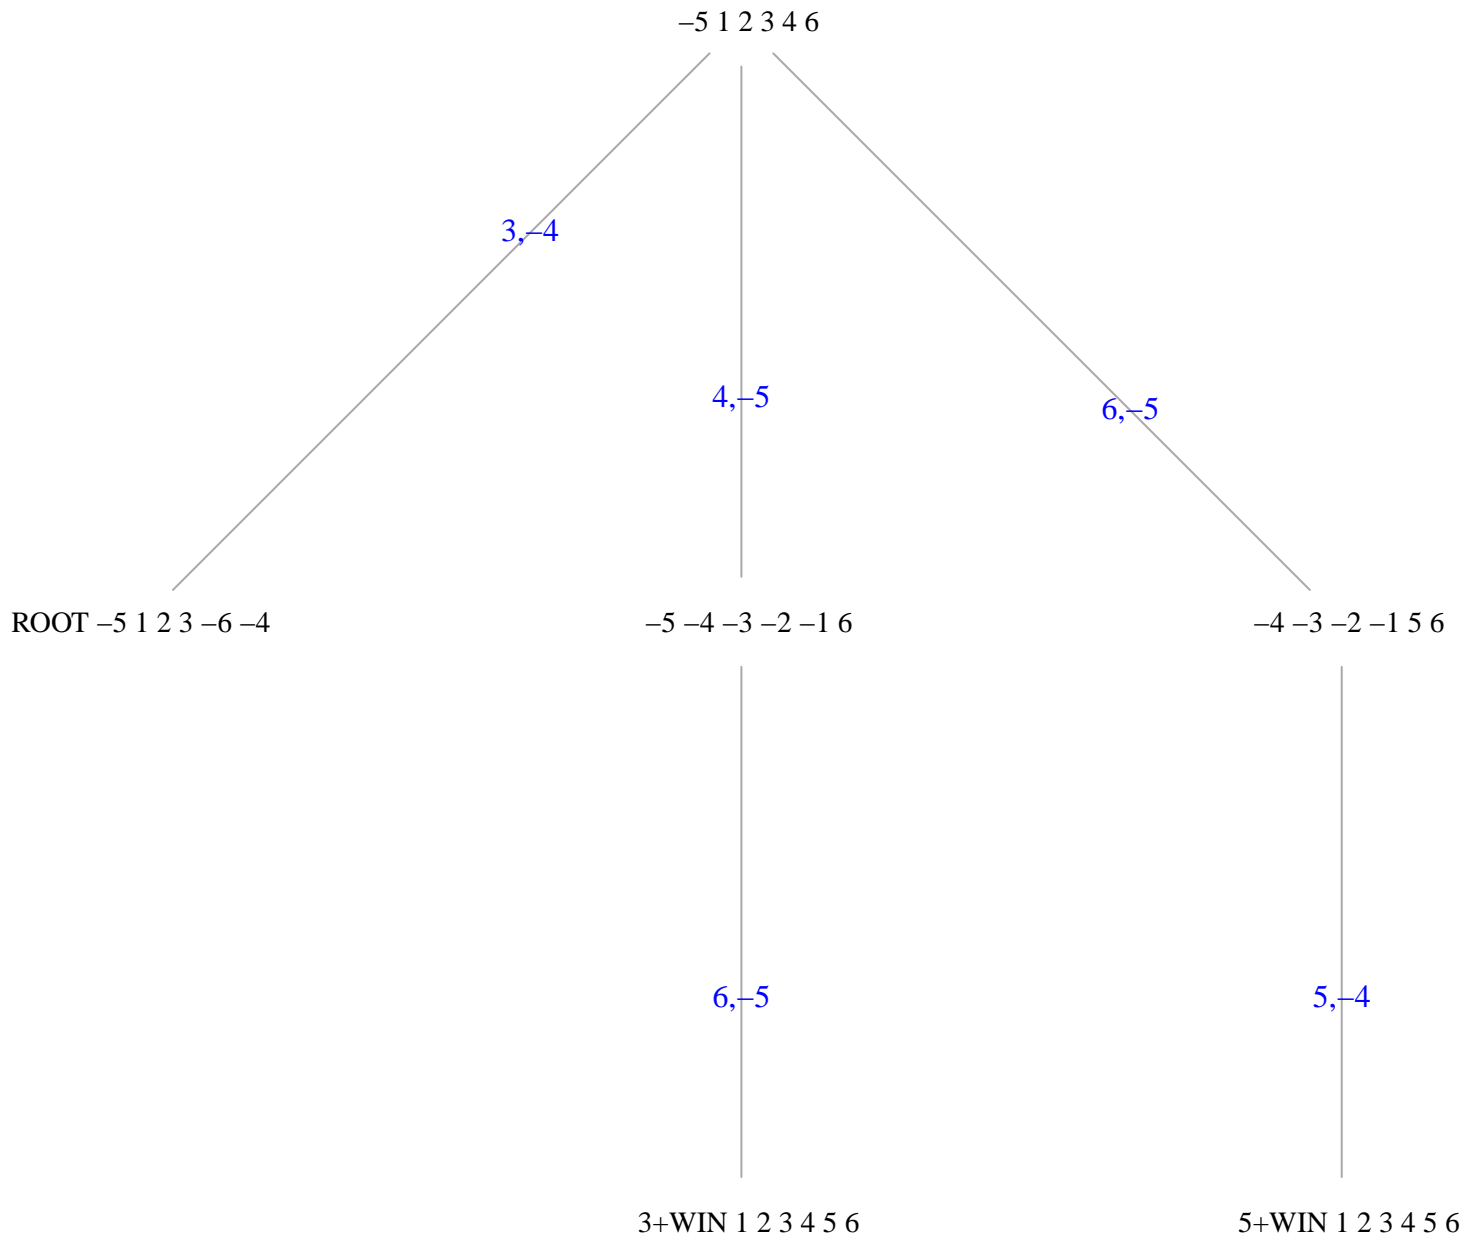 –5 1 2 3 4 6
3,–4
4,–5
6,–5
ROOT –5 1 2 3 –6 –4
–5 –4 –3 –2 –1 6
–4 –3 –2 –1 5 6
6,–5
5,–4
3+WIN 1 2 3 4 5 6
5+WIN 1 2 3 4 5 6